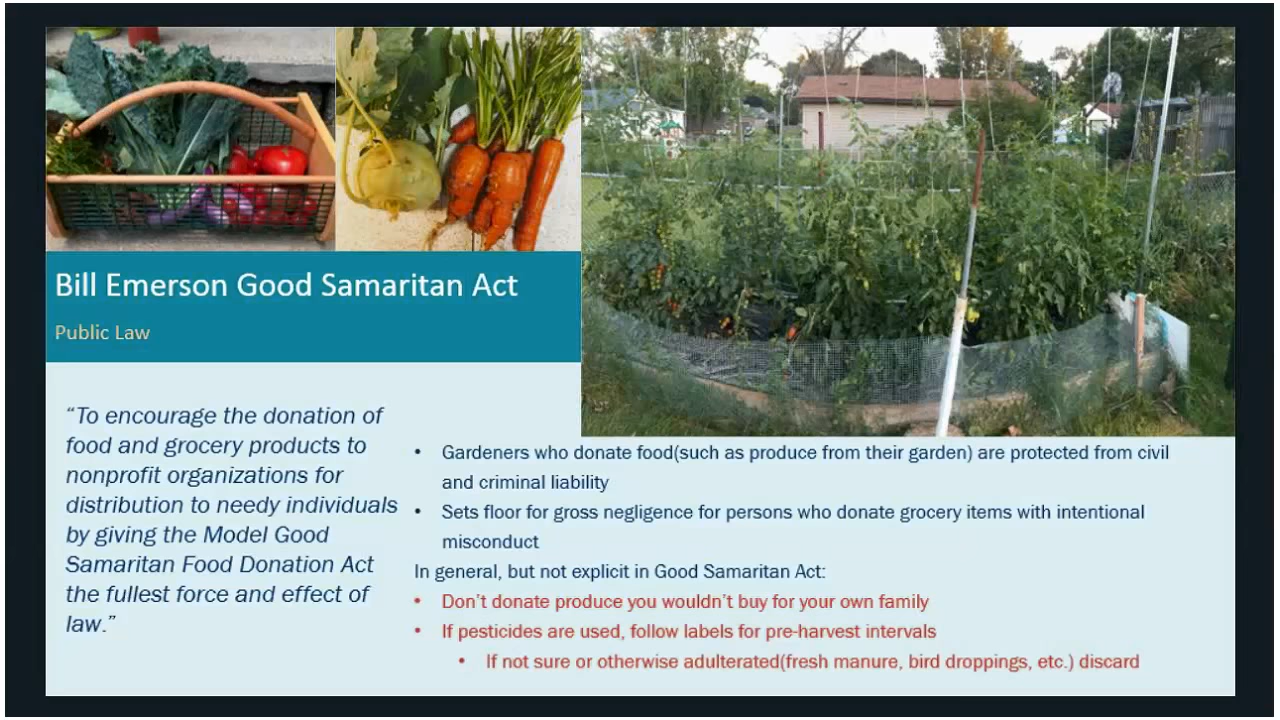 Bill Emerson Good Samaritan Act
Public Law
“To encourage the donation of
food and grocery products to
nonprofit organizations for
distribution to needy individuals
by giving the Model Good
Samaritan Food Donation Act
the fullest force and effect of
law.”
• Gardeners who donate food(such as produce from their garden) are protected from civil
and criminal liability
• Sets floor for gross negligence for persons who donate grocery items with intentional
misconduct
In general, but not explicit in Good Samaritan Act:
• Don’t donate produce you wouldn’t buy for your own family
• If pesticides are used, follow labels for pre-harvest intervals
• If not sure or otherwise adulterated(fresh manure, bird droppings, etc.) discard